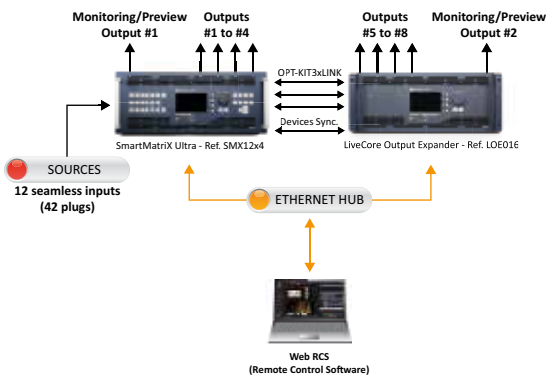 Monitoring/Preview
Output #1
Outputs
#1 to #4
Outputs
#5 to #8
Monitoring/Preview
Output #2
OPT-KIT3xLINK
Devices Sync.
SmartMatriX Ultra - Ref. SMX12x4
LiveCore Output Expander - Ref. LOE016
SOURCES
12 seamless inputs
(42 plugs)
ETHERNET HUB
Web RCS
(Remote Control Software)